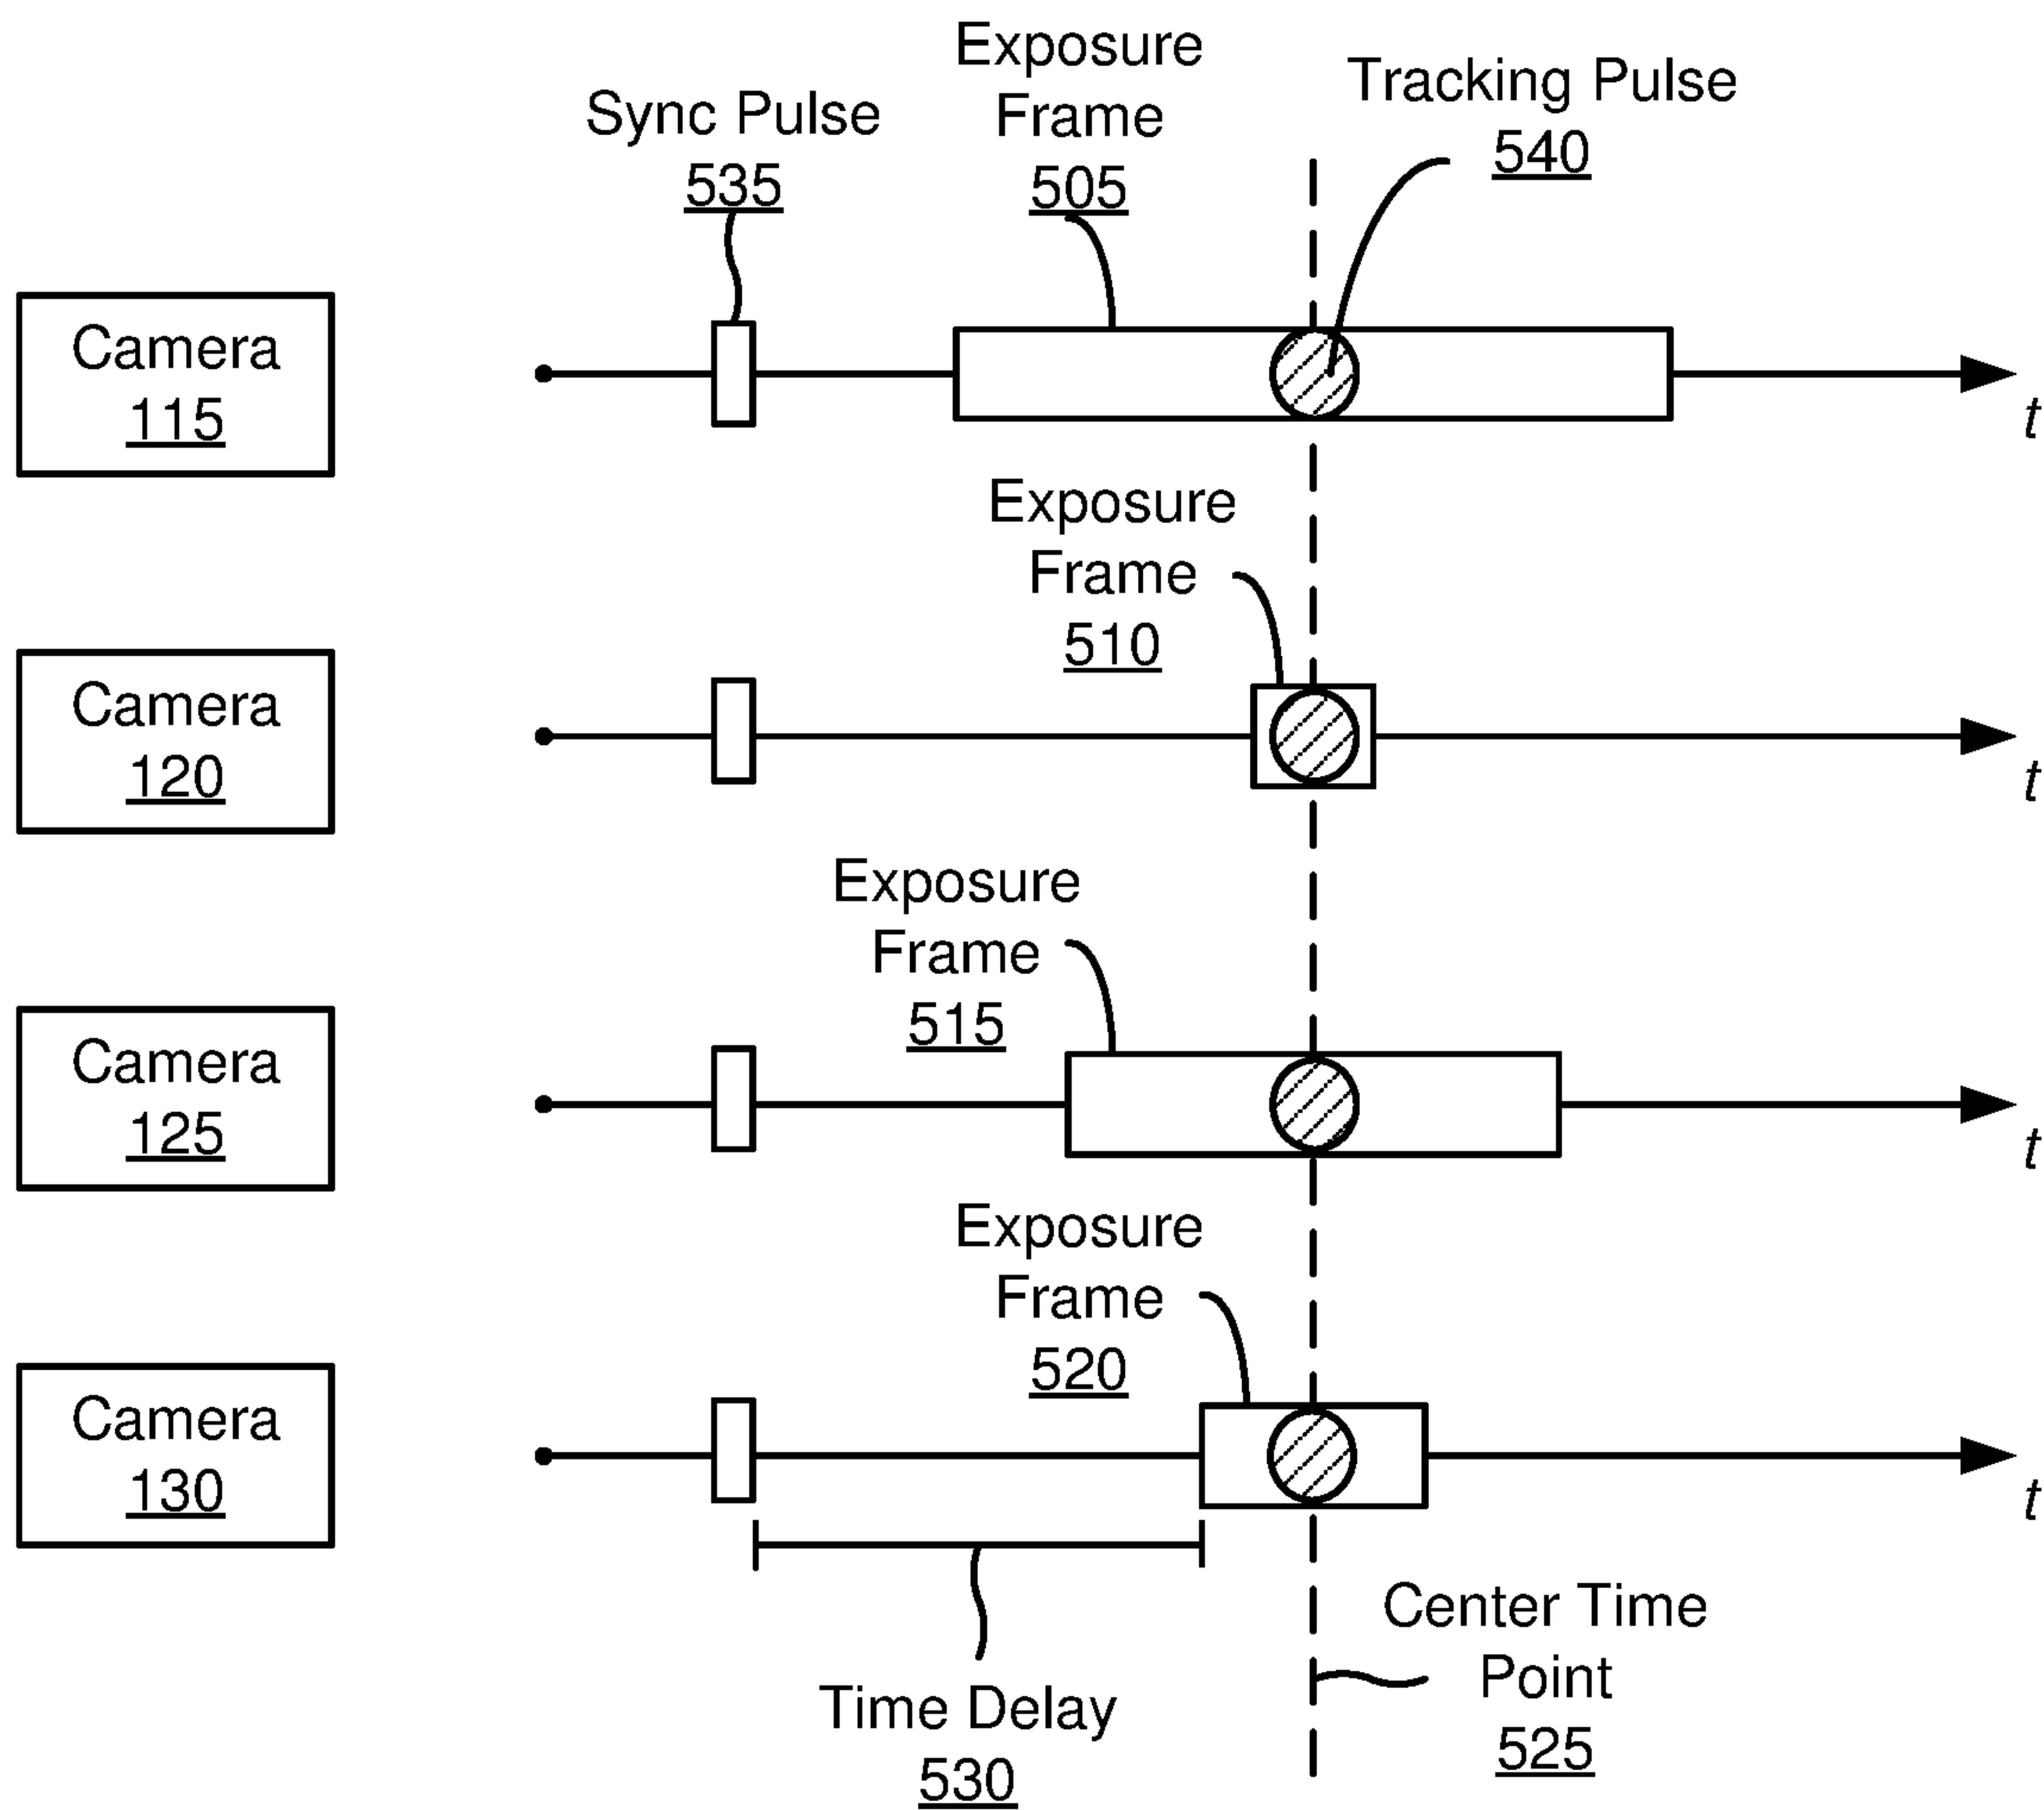 Exposure
Frame
505
Tracking Pulse
540
Sync Pulse
535
Camera
115
t
Exposure
Frame
510
Camera
120
t
Exposure
Frame
515
Camera
125
t
Exposure
Frame
520
Camera
130
t
Center Time
Point
525
Time Delay
530